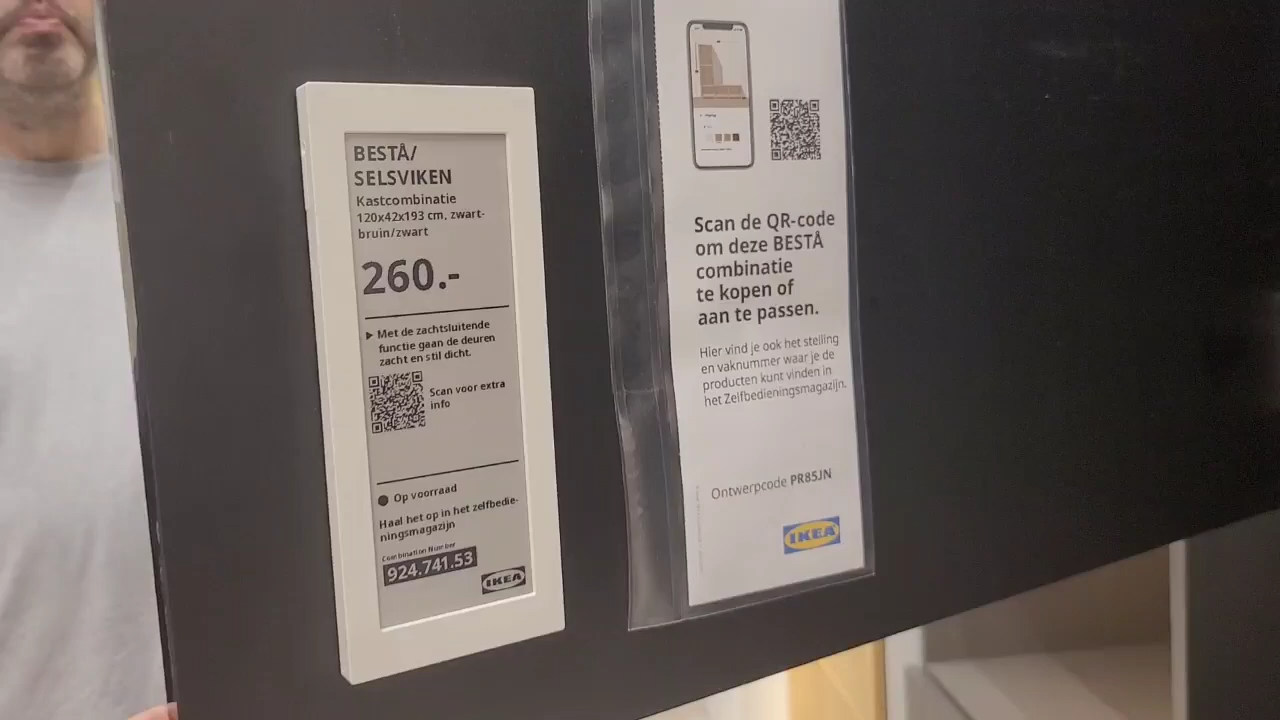 BESTÅ/
SELSVIKEN
Kastcombinatie
120x42x193 cm, zwart-
bruin/zwart
260.-
Met de zachtsluitende
functie gaan de deuren
zacht en stil dicht.
Scan voor extra
info
Op voorraad
Haal het op in het zelfbedie-
ningsmagazijn
Combination Number
924.741.53
IKEA
Scan de QR-code
om deze BESTÅ
combinatie
te kopen of
aan te passen.
Hier vind je ook het stelling
en vaknummer waar je de
producten kunt vinden in
het Zelfbedieningsmagazijn.
Ontwerpcode PR85JN
IKEA